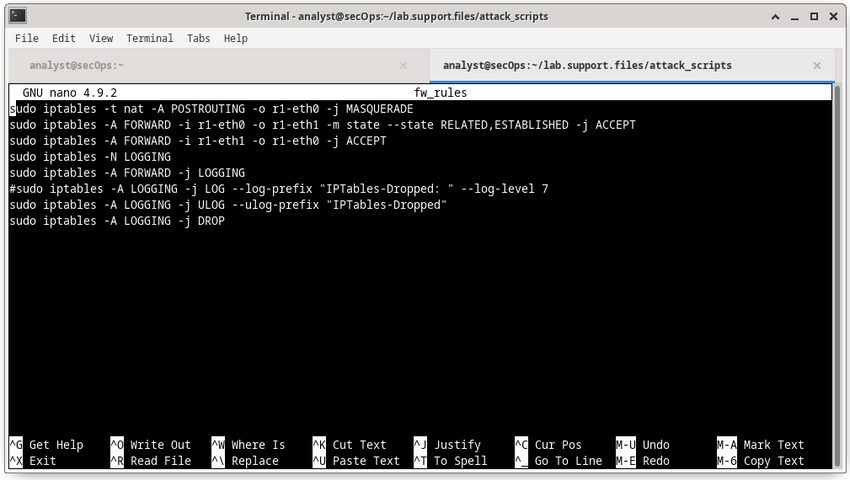 Terminal - analyst@secOps:~/lab.support.files/attack_scripts
File Edit View Terminal Tabs Help
analyst@secOps:~ × analyst@secOps:~/lab.support.files/attack_scripts ×
GNU nano 4.9.2 fw_rules
sudo iptables -t nat -A POSTROUTING -o r1-eth0 -j MASQUERADE
sudo iptables -A FORWARD -i r1-eth0 -o r1-eth1 -m state --state RELATED,ESTABLISHED -j ACCEPT
sudo iptables -A FORWARD -i r1-eth1 -o r1-eth0 -j ACCEPT
sudo iptables -N LOGGING
sudo iptables -A FORWARD -j LOGGING
#sudo iptables -A LOGGING -j LOG --log-prefix "IPTables-Dropped: " --log-level 7
sudo iptables -A LOGGING -j ULOG --ulog-prefix "IPTables-Dropped"
sudo iptables -A LOGGING -j DROP
^G Get Help ^O Write Out ^W Where Is ^K Cut Text ^J Justify ^C Cur Pos M-U Undo M-A Mark Text
^X Exit ^R Read File ^\ Replace ^U Paste Text ^T To Spell ^_ Go To Line M-E Redo M-6 Copy Text